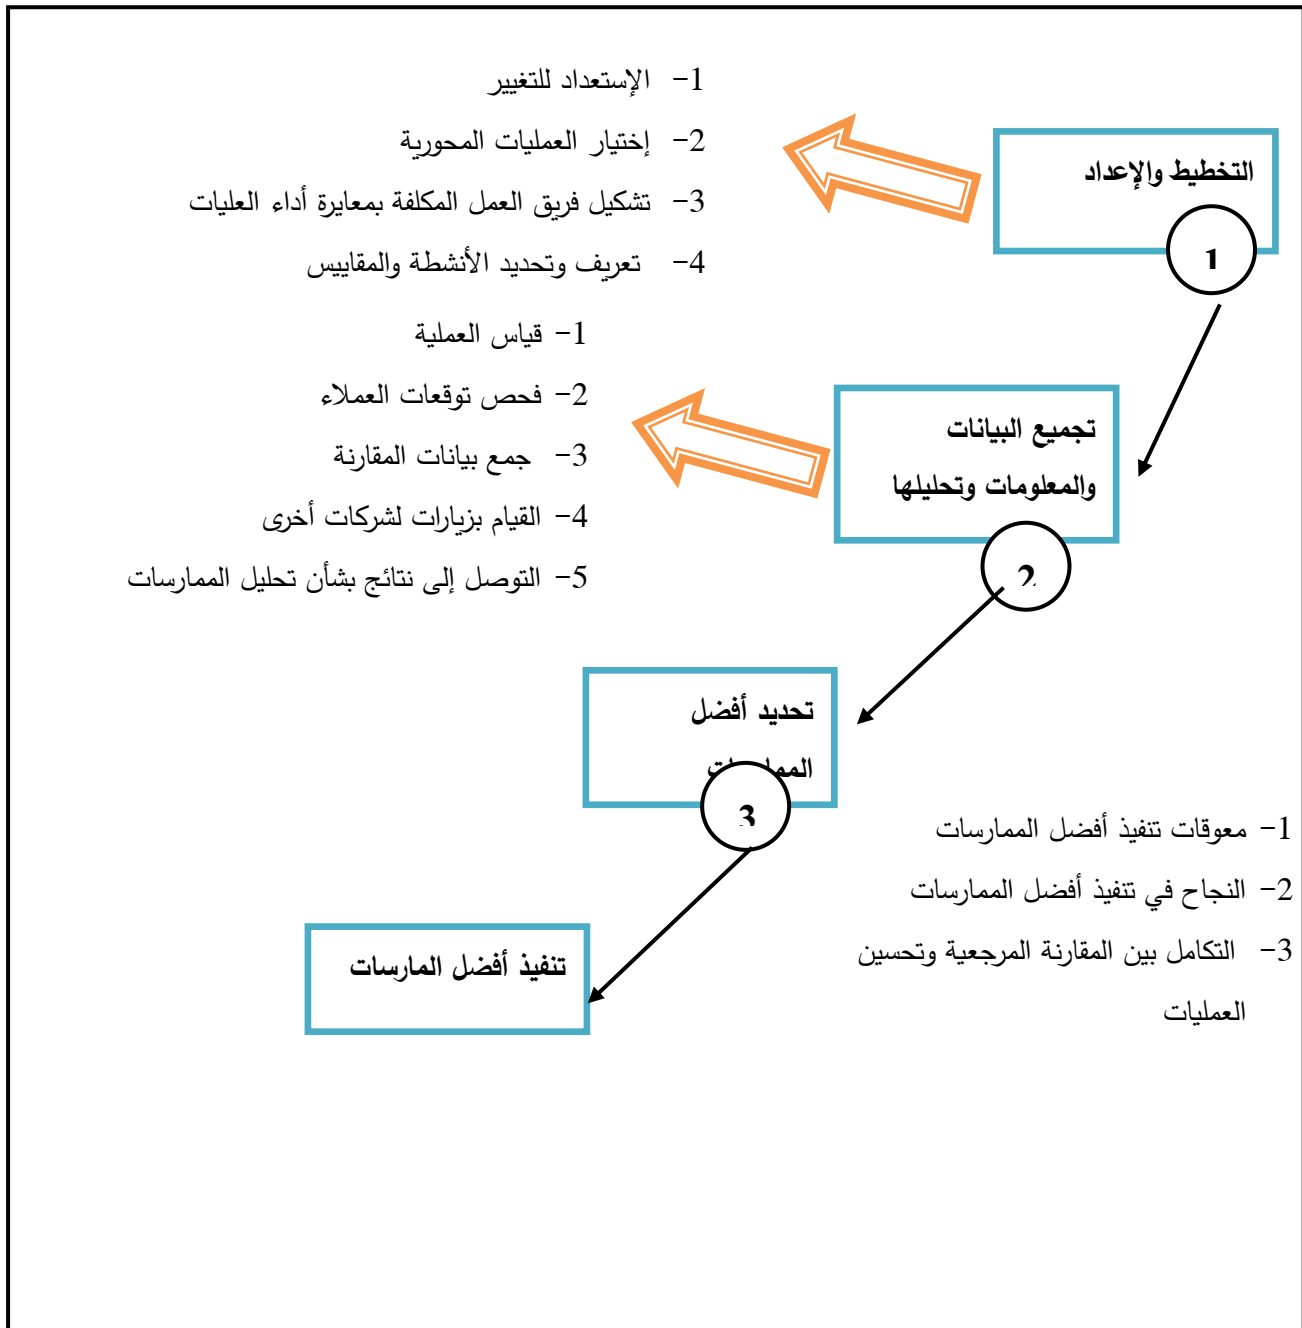 1- الإستعداد للتغيير
2- إختيار العمليات المحورية
3- تشكيل فريق العمل المكلفة بمعايرة أداء العليات
4- تعريف وتحديد الأنشطة والمقاييس
التخطيط والإعداد
1
1- قياس العملية
2- فحص توقعات العملاء
3- جمع بيانات المقارنة
4- القيام بزيارات لشركات أخرى
5- التوصل إلى نتائج بشأن تحليل الممارسات
تجميع البيانات
والمعلومات وتحليلها
2
تحديد أفضل
3
1- معوقات تنفيذ أفضل الممارسات
2- النجاح في تنفيذ أفضل الممارسات
3- التكامل بين المقارنة المرجعية وتحسين
العمليات
تنفيذ أفضل المارسات